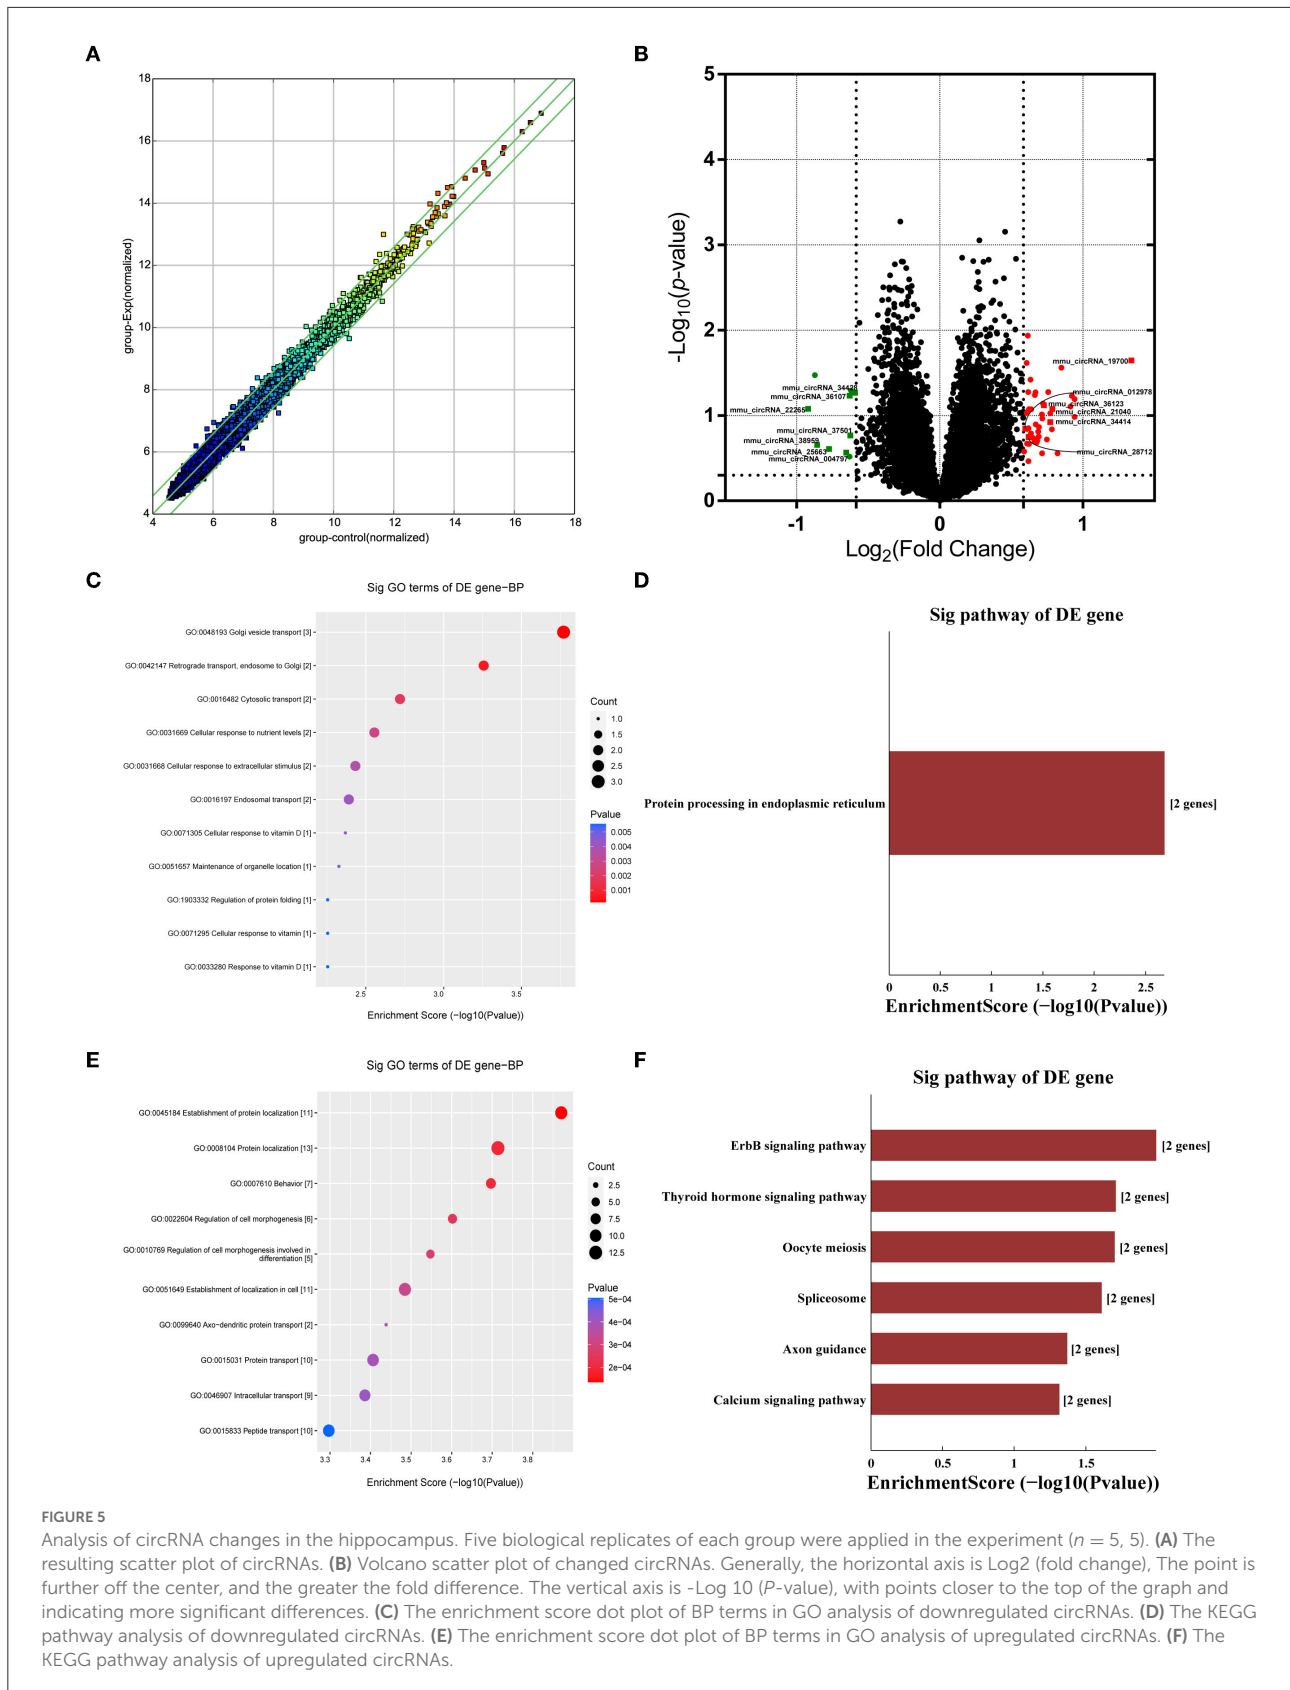 A
18
16
14
12
10
8
6
4
4 6 8 10 12 14 16 18
group-Exp(normalized)
group-control(normalized)
B
5
4
3
2
1
0
-1 0 1
-Log10(p-value)
Log2(Fold Change)
mmu_circRNA_34428
mmu_circRNA_36107
mmu_circRNA_22265
mmu_circRNA_37501
mmu_circRNA_38959
mmu_circRNA_25663
mmu_circRNA_004797
mmu_circRNA_19700
mmu_circRNA_012978
mmu_circRNA_36123
mmu_circRNA_21040
mmu_circRNA_34414
mmu_circRNA_28712
C
Sig GO terms of DE gene−BP
GO:0048193 Golgi vesicle transport [3]
GO:0042147 Retrograde transport, endosome to Golgi [2]
GO:0016482 Cytosolic transport [2]
GO:0031669 Cellular response to nutrient levels [2]
GO:0031668 Cellular response to extracellular stimulus [2]
GO:0016197 Endosomal transport [2]
GO:0071305 Cellular response to vitamin D [1]
GO:0051657 Maintenance of organelle location [1]
GO:1903332 Regulation of protein folding [1]
GO:0071295 Cellular response to vitamin [1]
GO:0033280 Response to vitamin D [1]
2.5 3.0 3.5
Enrichment Score (−log10(Pvalue))
Count
1.0
1.5
2.0
2.5
3.0
Pvalue
0.005
0.004
0.003
0.002
0.001
D
Sig pathway of DE gene
Protein processing in endoplasmic reticulum
[2 genes]
0 0.5 1 1.5 2 2.5
EnrichmentScore (−log10(Pvalue))
E
Sig GO terms of DE gene−BP
GO:0045184 Establishment of protein localization [11]
GO:0008104 Protein localization [13]
GO:0007610 Behavior [7]
GO:0022604 Regulation of cell morphogenesis [6]
GO:0010769 Regulation of cell morphogenesis involved in
differentiation [5]
GO:0051649 Establishment of localization in cell [11]
GO:0099640 Axo−dendritic protein transport [2]
GO:0015031 Protein transport [10]
GO:0046907 Intracellular transport [9]
GO:0015833 Peptide transport [10]
3.3 3.4 3.5 3.6 3.7 3.8
Enrichment Score (−log10(Pvalue))
Count
2.5
5.0
7.5
10.0
12.5
Pvalue
5e−04
4e−04
3e−04
2e−04
F
Sig pathway of DE gene
ErbB signaling pathway [2 genes]
Thyroid hormone signaling pathway [2 genes]
Oocyte meiosis [2 genes]
Spliceosome [2 genes]
Axon guidance [2 genes]
Calcium signaling pathway [2 genes]
0 0.5 1 1.5
EnrichmentScore (−log10(Pvalue))
FIGURE 5
Analysis of circRNA changes in the hippocampus. Five biological replicates of each group were applied in the experiment (n = 5, 5). (A) The
resulting scatter plot of circRNAs. (B) Volcano scatter plot of changed circRNAs. Generally, the horizontal axis is Log2 (fold change), The point is
further off the center, and the greater the fold difference. The vertical axis is -Log 10 (P-value), with points closer to the top of the graph and
indicating more significant differences. (C) The enrichment score dot plot of BP terms in GO analysis of downregulated circRNAs. (D) The KEGG
pathway analysis of downregulated circRNAs. (E) The enrichment score dot plot of BP terms in GO analysis of upregulated circRNAs. (F) The
KEGG pathway analysis of upregulated circRNAs.